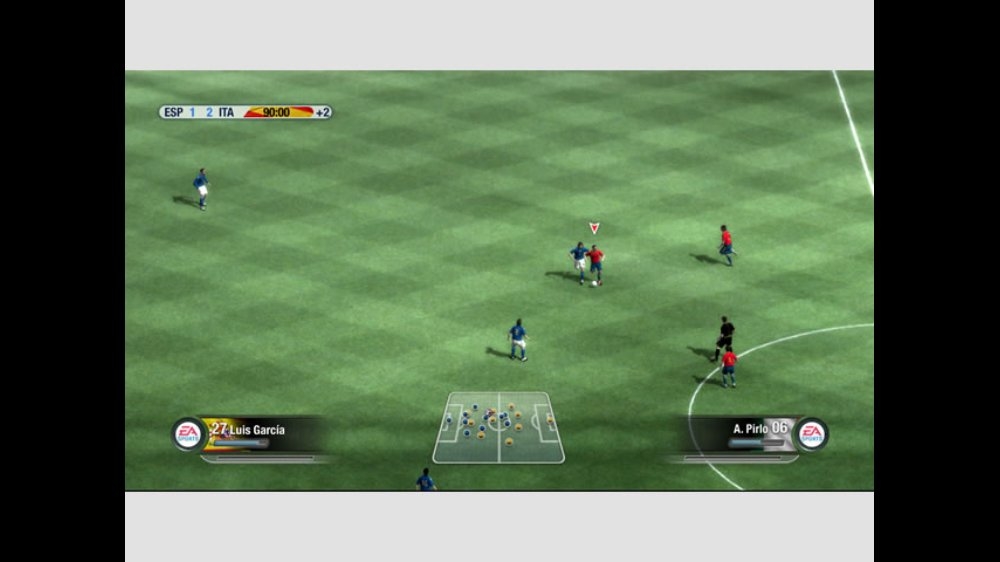 ESP 1 2 ITA 90:00 +2
27 Luis García
A. Pirlo 06
EA
SPORTS
EA
SPORTS